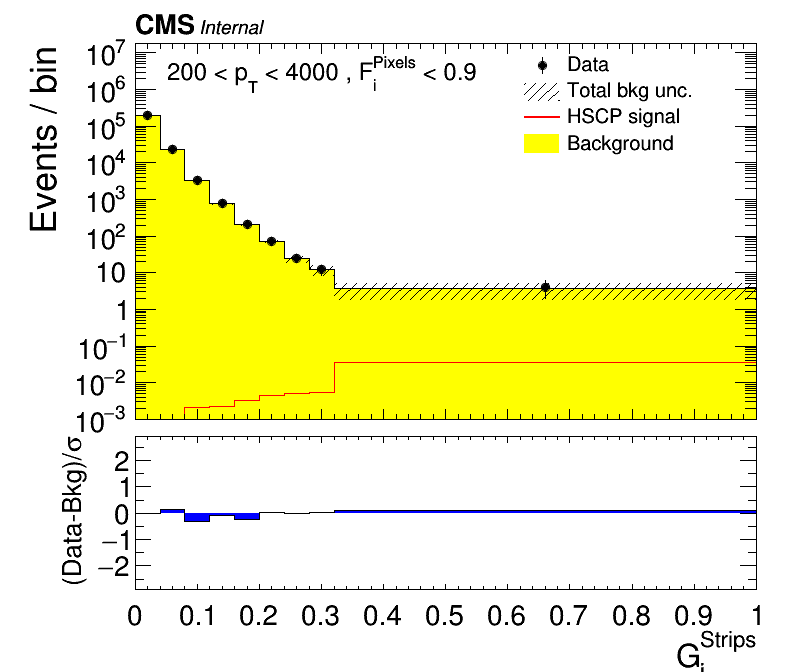 CMS Internal
200 < p_T < 4000 , F_i^Pixels < 0.9
Data
Total bkg unc.
HSCP signal
Background
Events / bin
10^7
10^6
10^5
10^4
10^3
10^2
10
1
10^−1
10^−2
10^−3
(Data-Bkg)/σ
2
1
0
−1
−2
0 0.1 0.2 0.3 0.4 0.5 0.6 0.7 0.8 0.9 1
G_i^Strips